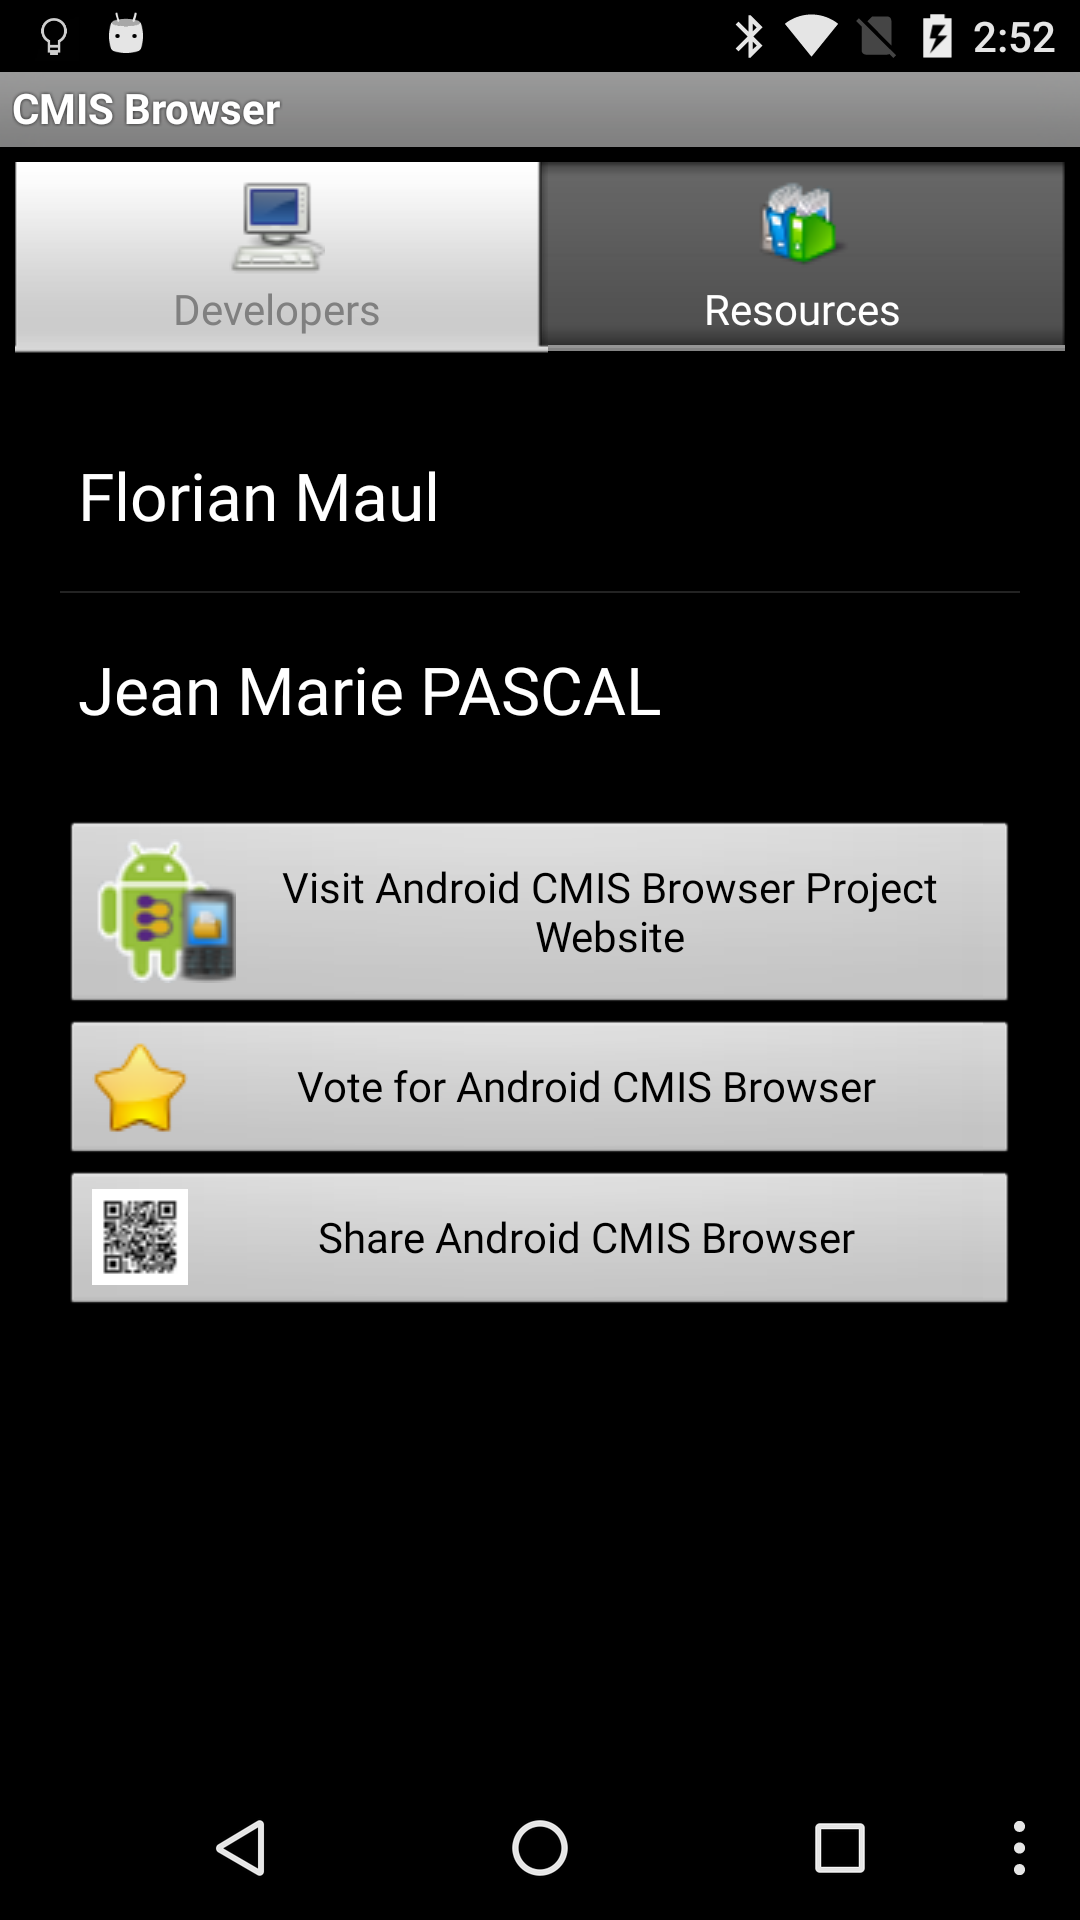 2:52
CMIS Browser
Developers
Resources
Florian Maul
Jean Marie PASCAL
Visit Android CMIS Browser Project
Website
Vote for Android CMIS Browser
Share Android CMIS Browser